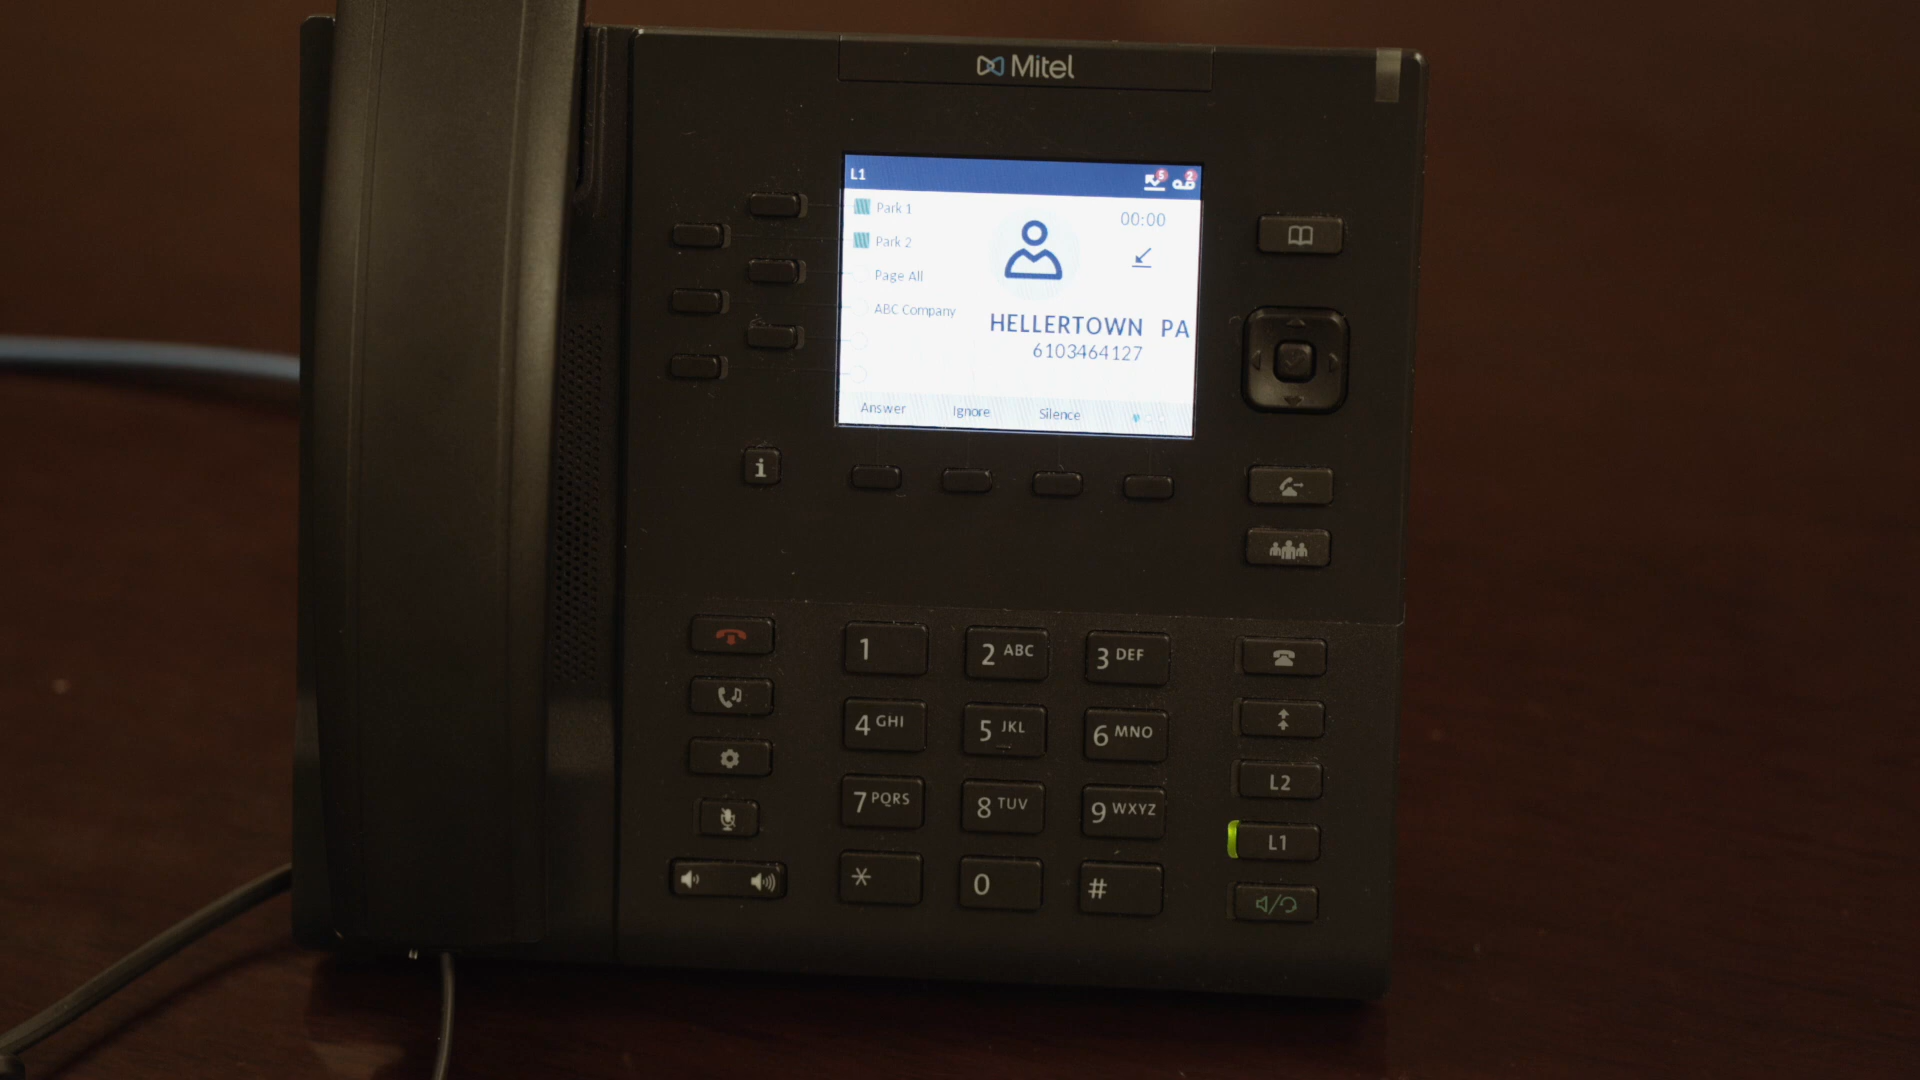 Mitel
L1
5
2
Park 1
00:00
Park 2
Page All
ABC Company
HELLERTOWN PA
6103464127
Answer Ignore Silence
i
1 2 ABC 3 DEF
4 GHI 5 JKL 6 MNO
L2
7 PQRS 8 TUV 9 WXYZ
L1
* 0 #